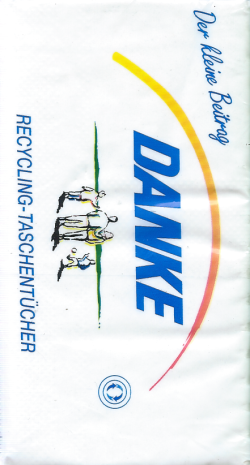 Der kleine Beitrag
DANKE
RECYCLING-TASCHENTÜCHER